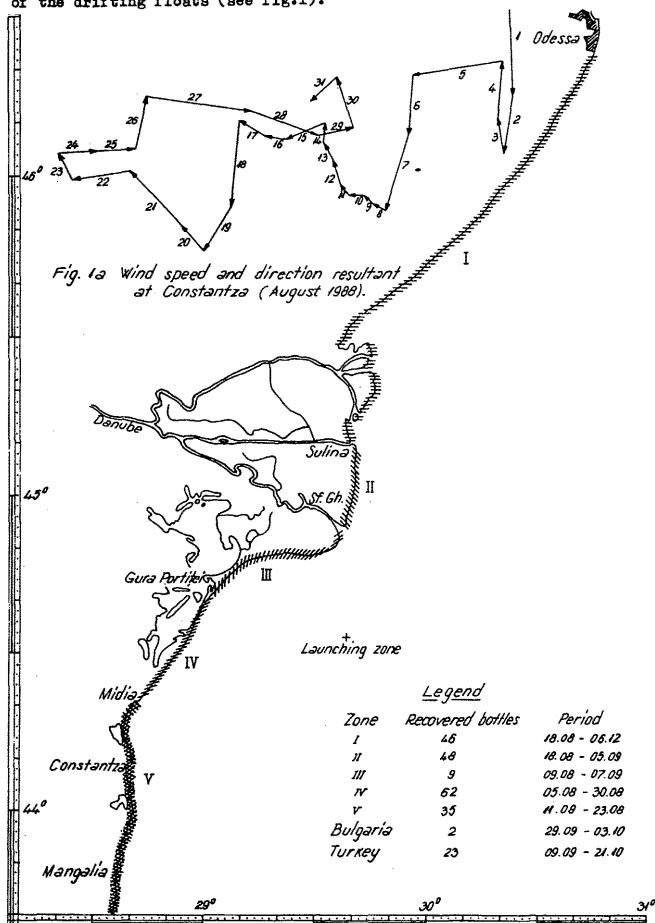 of the drifting floats (see fig.1).
Odessa
1
2
3
4
5
6
7
8
9
10
11
12
13
14
15
16
17
18
19
20
21
22
23
24
25
26
27
28
29
30
31
46°
Fig. 1a Wind speed and direction resultant
at Constantza (August 1988).
I
Danube
Sulina
II
Sf. Gh.
Gura Portiței
III
Launching zone
IV
Midia
Constantza
V
44°
45°
Mangalia
Legend
Zone Recovered bottles Period
I 46 18.08 - 06.12
II 48 18.08 - 05.09
III 9 09.08 - 07.09
IV 62 05.08 - 30.08
V 35 11.08 - 23.08
Bulgaria 2 29.09 - 03.10
Turkey 23 09.09 - 21.10
29° 30° 31°